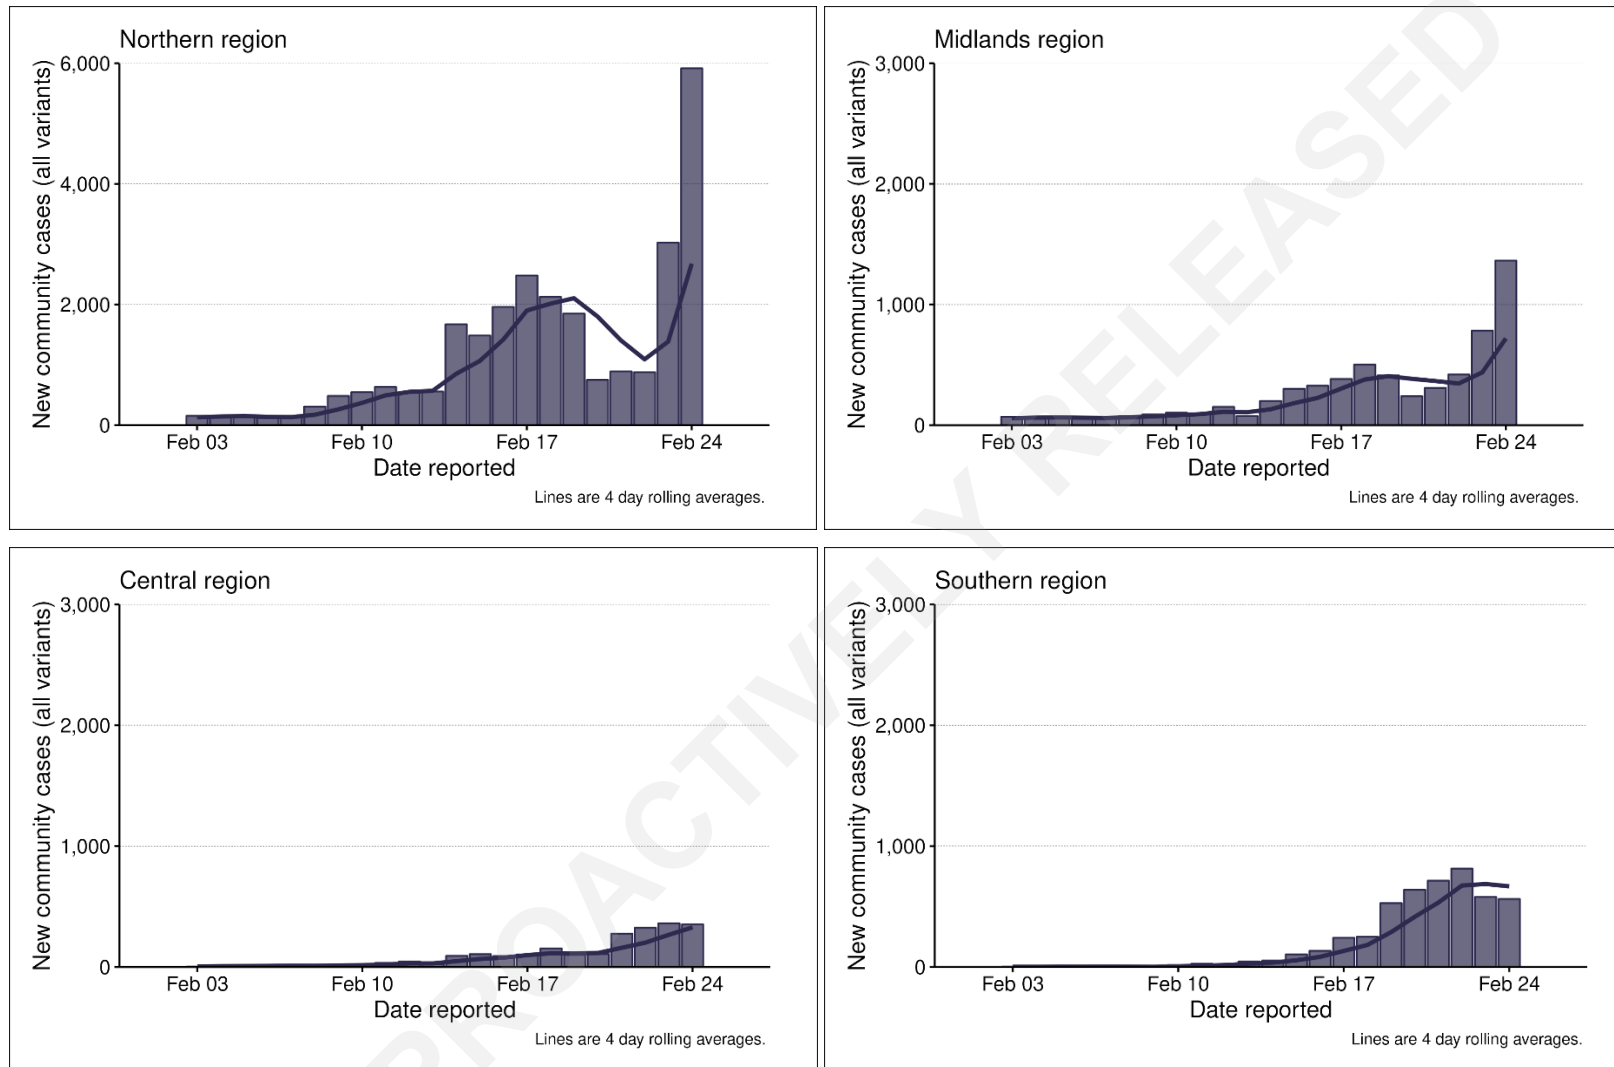 Northern region
New community cases (all variants)
6,000
4,000
2,000
0
Feb 03
Feb 10
Feb 17
Feb 24
Date reported
Lines are 4 day rolling averages.
Midlands region
New community cases (all variants)
3,000
2,000
1,000
0
Feb 03
Feb 10
Feb 17
Feb 24
Date reported
Lines are 4 day rolling averages.
Central region
New community cases (all variants)
3,000
2,000
1,000
0
Feb 03
Feb 10
Feb 17
Feb 24
Date reported
Lines are 4 day rolling averages.
Southern region
New community cases (all variants)
3,000
2,000
1,000
0
Feb 03
Feb 10
Feb 17
Feb 24
Date reported
Lines are 4 day rolling averages.
PROACTIVELY RELEASED